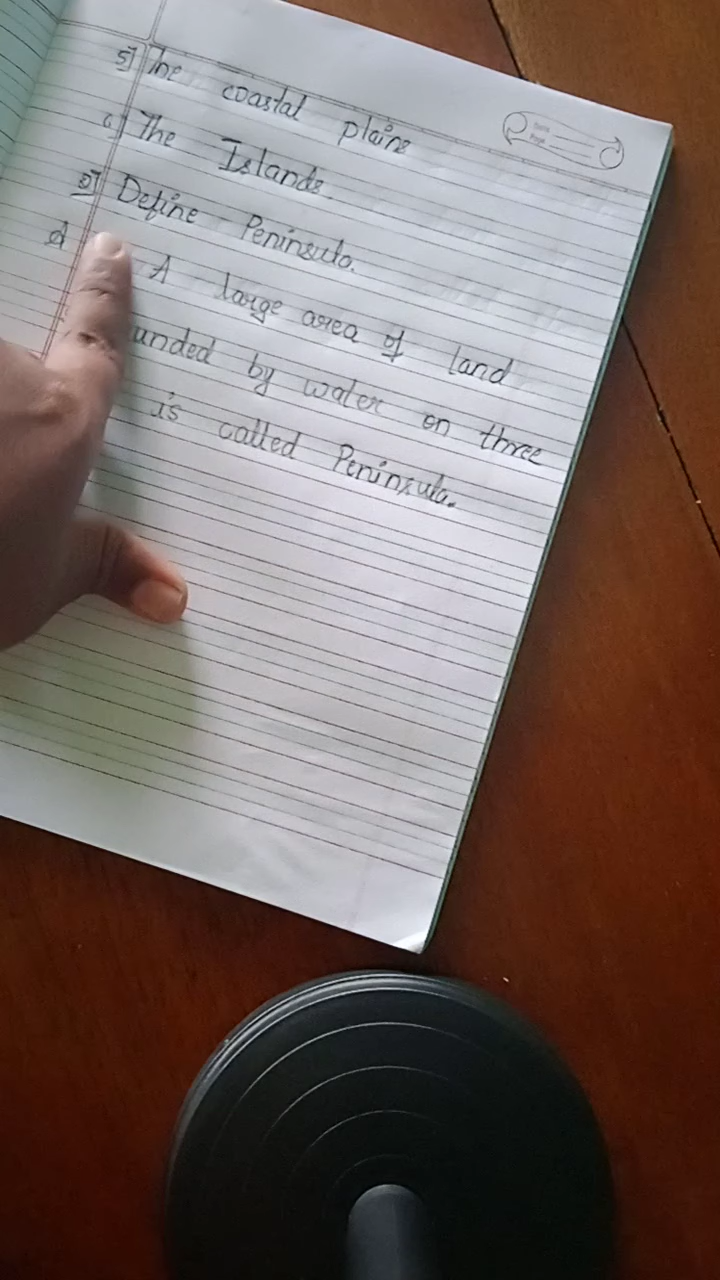 5] The coastal plains
6] The Islands.
Q] Define Peninsula.
A large area of land
unded by water on three
is called Peninsula.